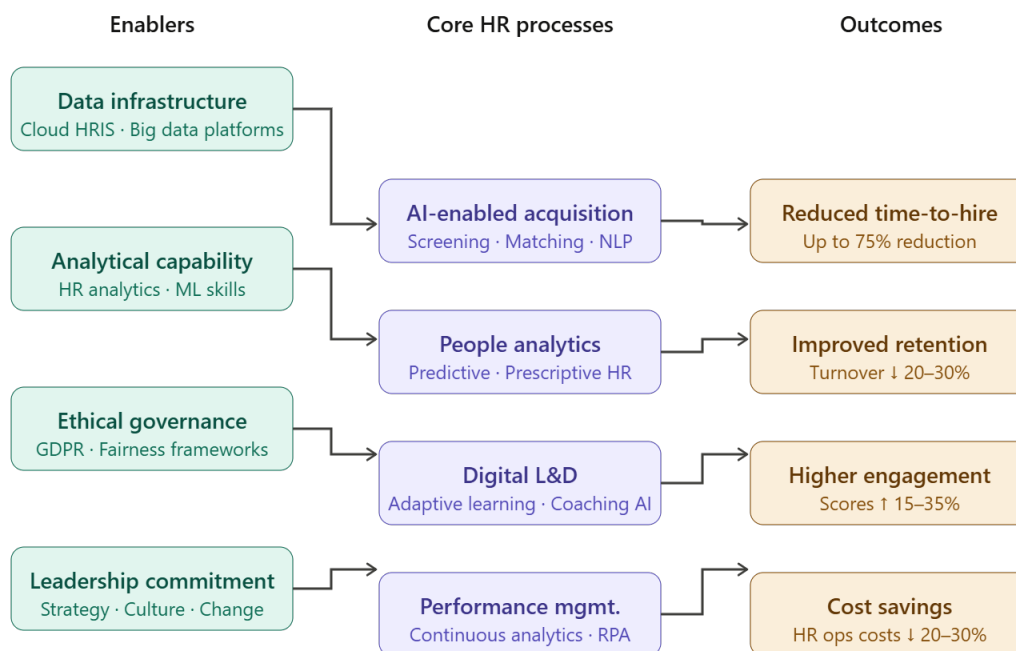 Enablers
Core HR processes
Outcomes
Data infrastructure
Cloud HRIS · Big data platforms
Analytical capability
HR analytics · ML skills
Ethical governance
GDPR · Fairness frameworks
Leadership commitment
Strategy · Culture · Change
AI-enabled acquisition
Screening · Matching · NLP
People analytics
Predictive · Prescriptive HR
Digital L&D
Adaptive learning · Coaching AI
Performance mgmt.
Continuous analytics · RPA
Reduced time-to-hire
Up to 75% reduction
Improved retention
Turnover ↓ 20–30%
Higher engagement
Scores ↑ 15–35%
Cost savings
HR ops costs ↓ 20–30%